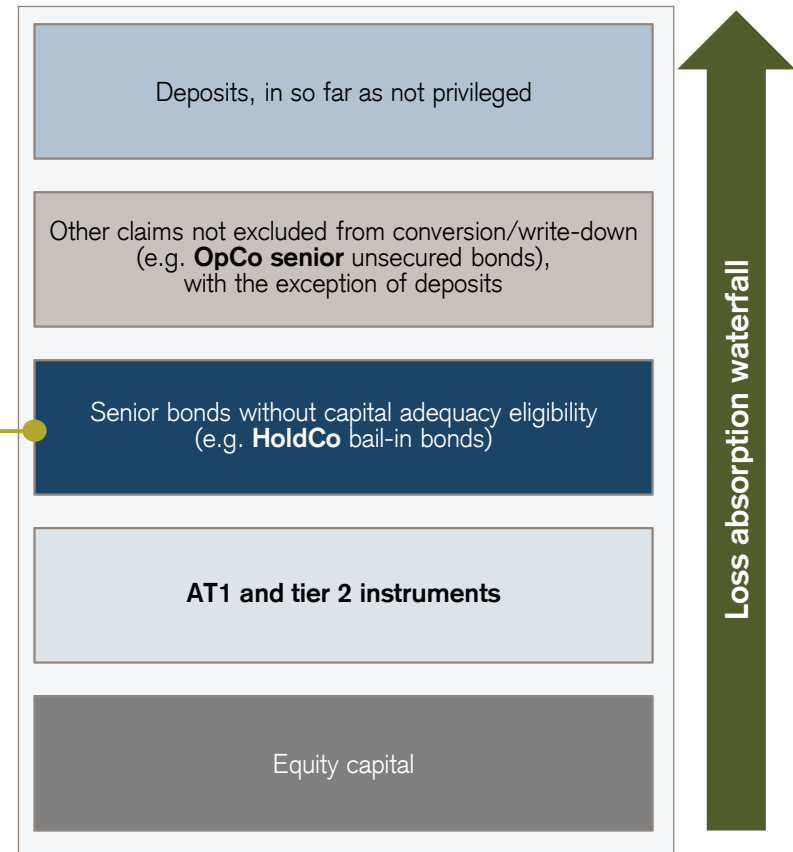 Deposits, in so far as not privileged
Other claims not excluded from conversion/write-down
(e.g. OpCo senior unsecured bonds),
with the exception of deposits
Senior bonds without capital adequacy eligibility
(e.g. HoldCo bail-in bonds)
AT1 and tier 2 instruments
Equity capital
Loss absorption waterfall